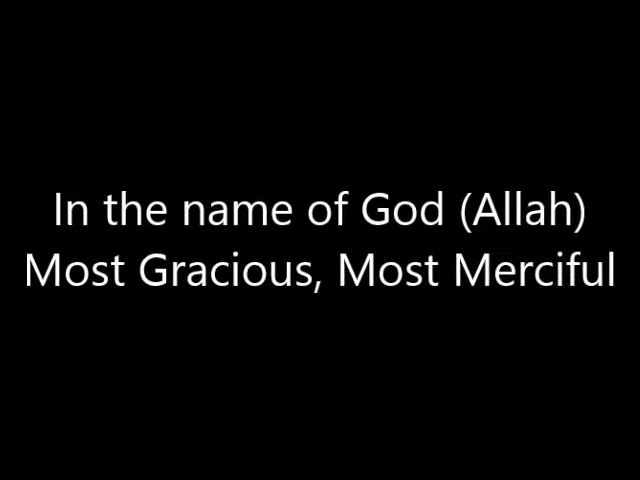 In the name of God (Allah)
Most Gracious, Most Merciful